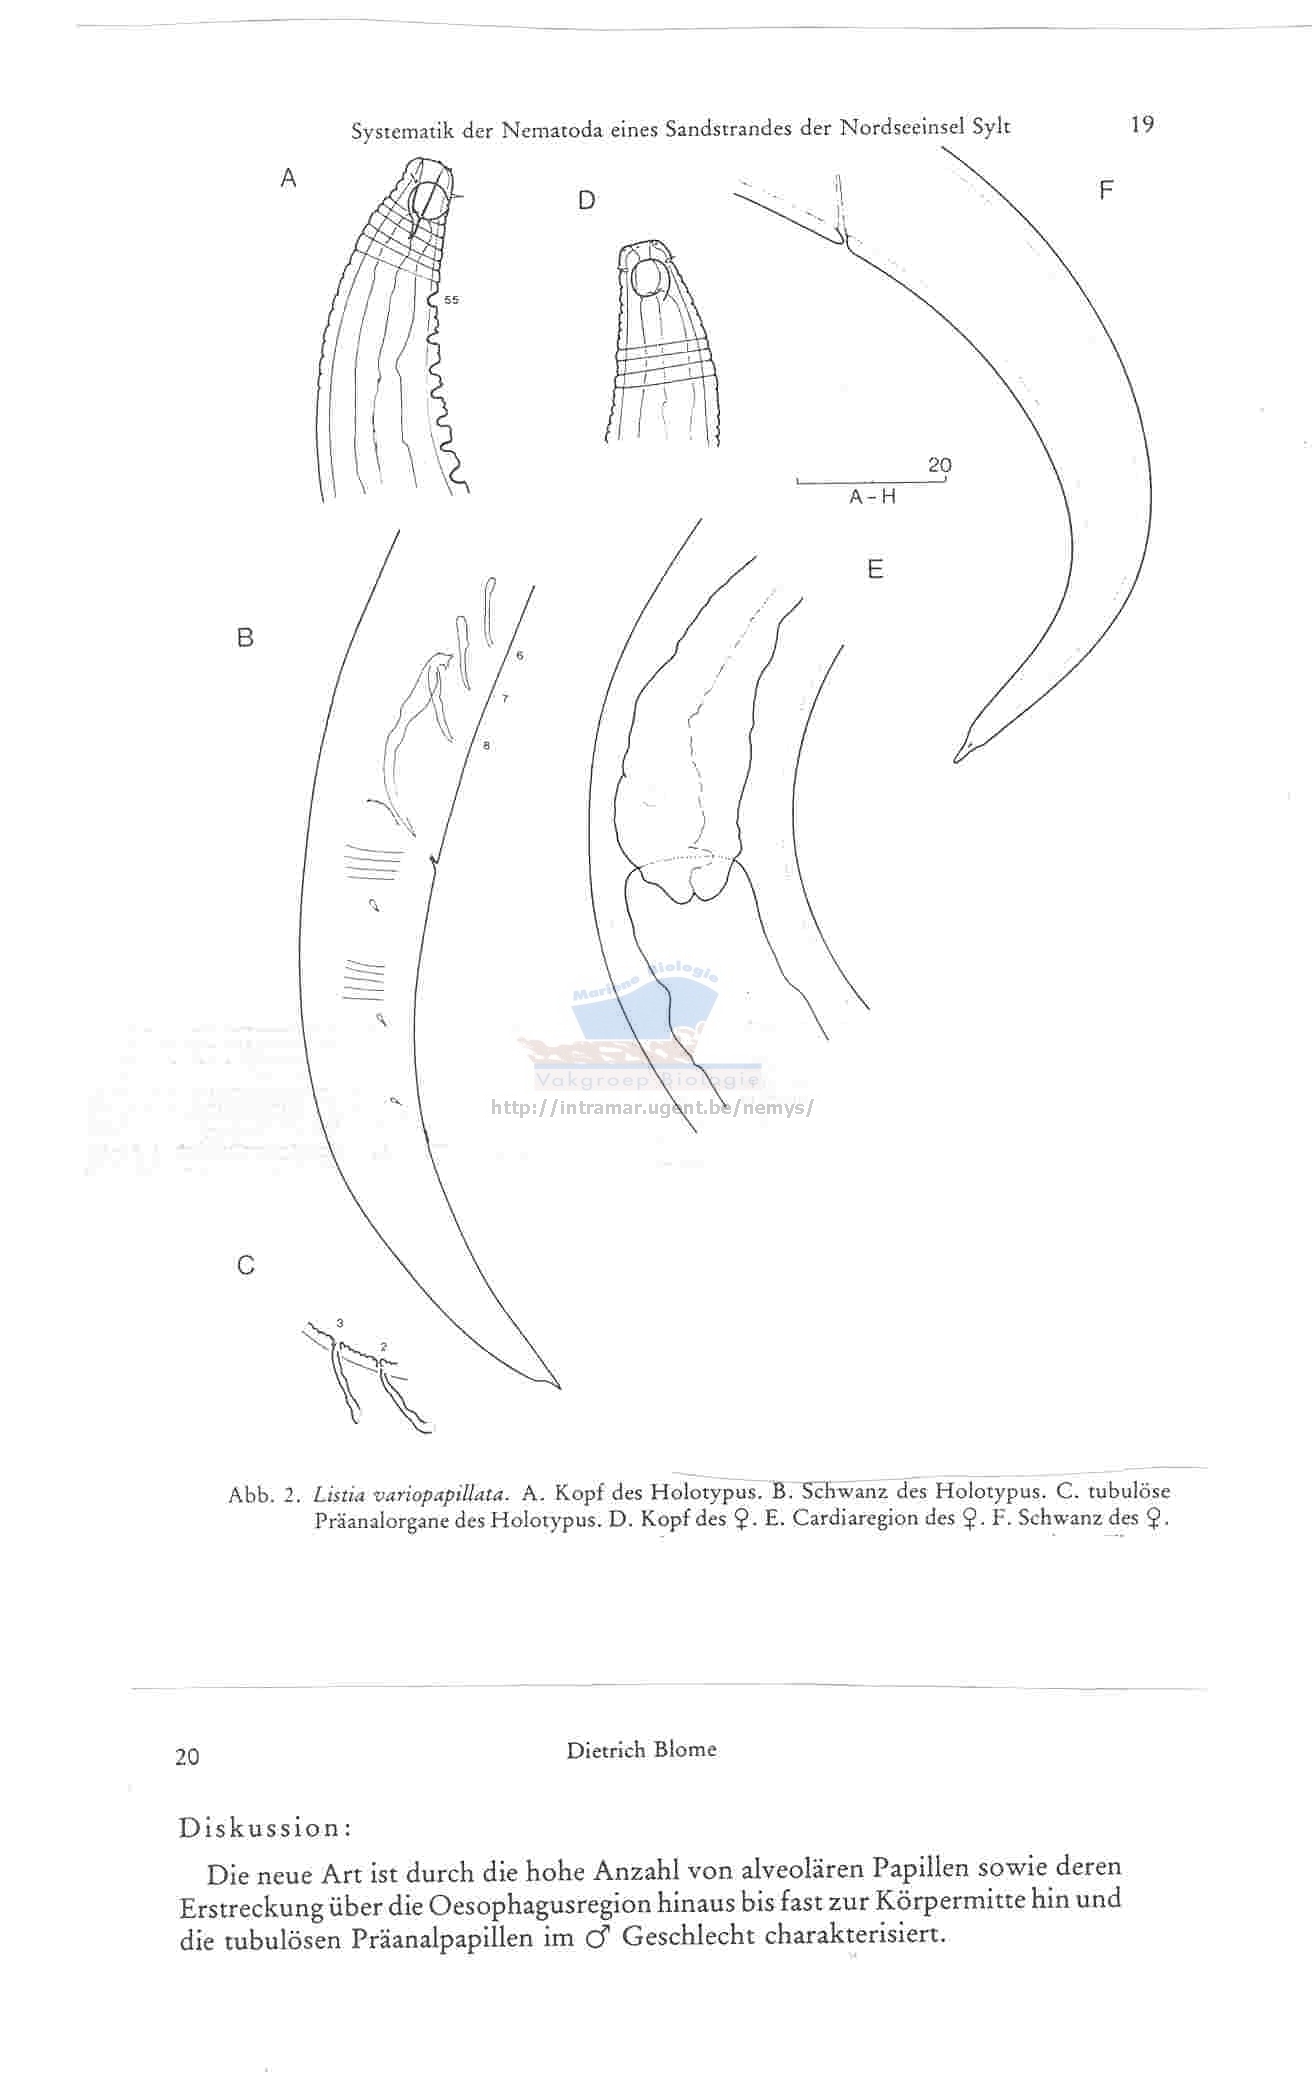 Systematik der Nematoda eines Sandstrandes der Nordseeinsel Sylt 19
A
D
F
55
20
A – H
E
B
6
7
8
Mariene Biologie
Vakgroep Biologie
http://intramar.ugent.be/nemys/
C
3
2
Abb. 2. Listia variopapillata. A. Kopf des Holotypus. B. Schwanz des Holotypus. C. tubulöse
Präanalorgane des Holotypus. D. Kopf des ♀. E. Cardiaregion des ♀. F. Schwanz des ♀.
20 Dietrich Blome
Diskussion:
Die neue Art ist durch die hohe Anzahl von alveolären Papillen sowie deren
Erstreckung über die Oesophagusregion hinaus bis fast zur Körpermitte hin und
die tubulösen Präanalpapillen im ♂ Geschlecht charakterisiert.